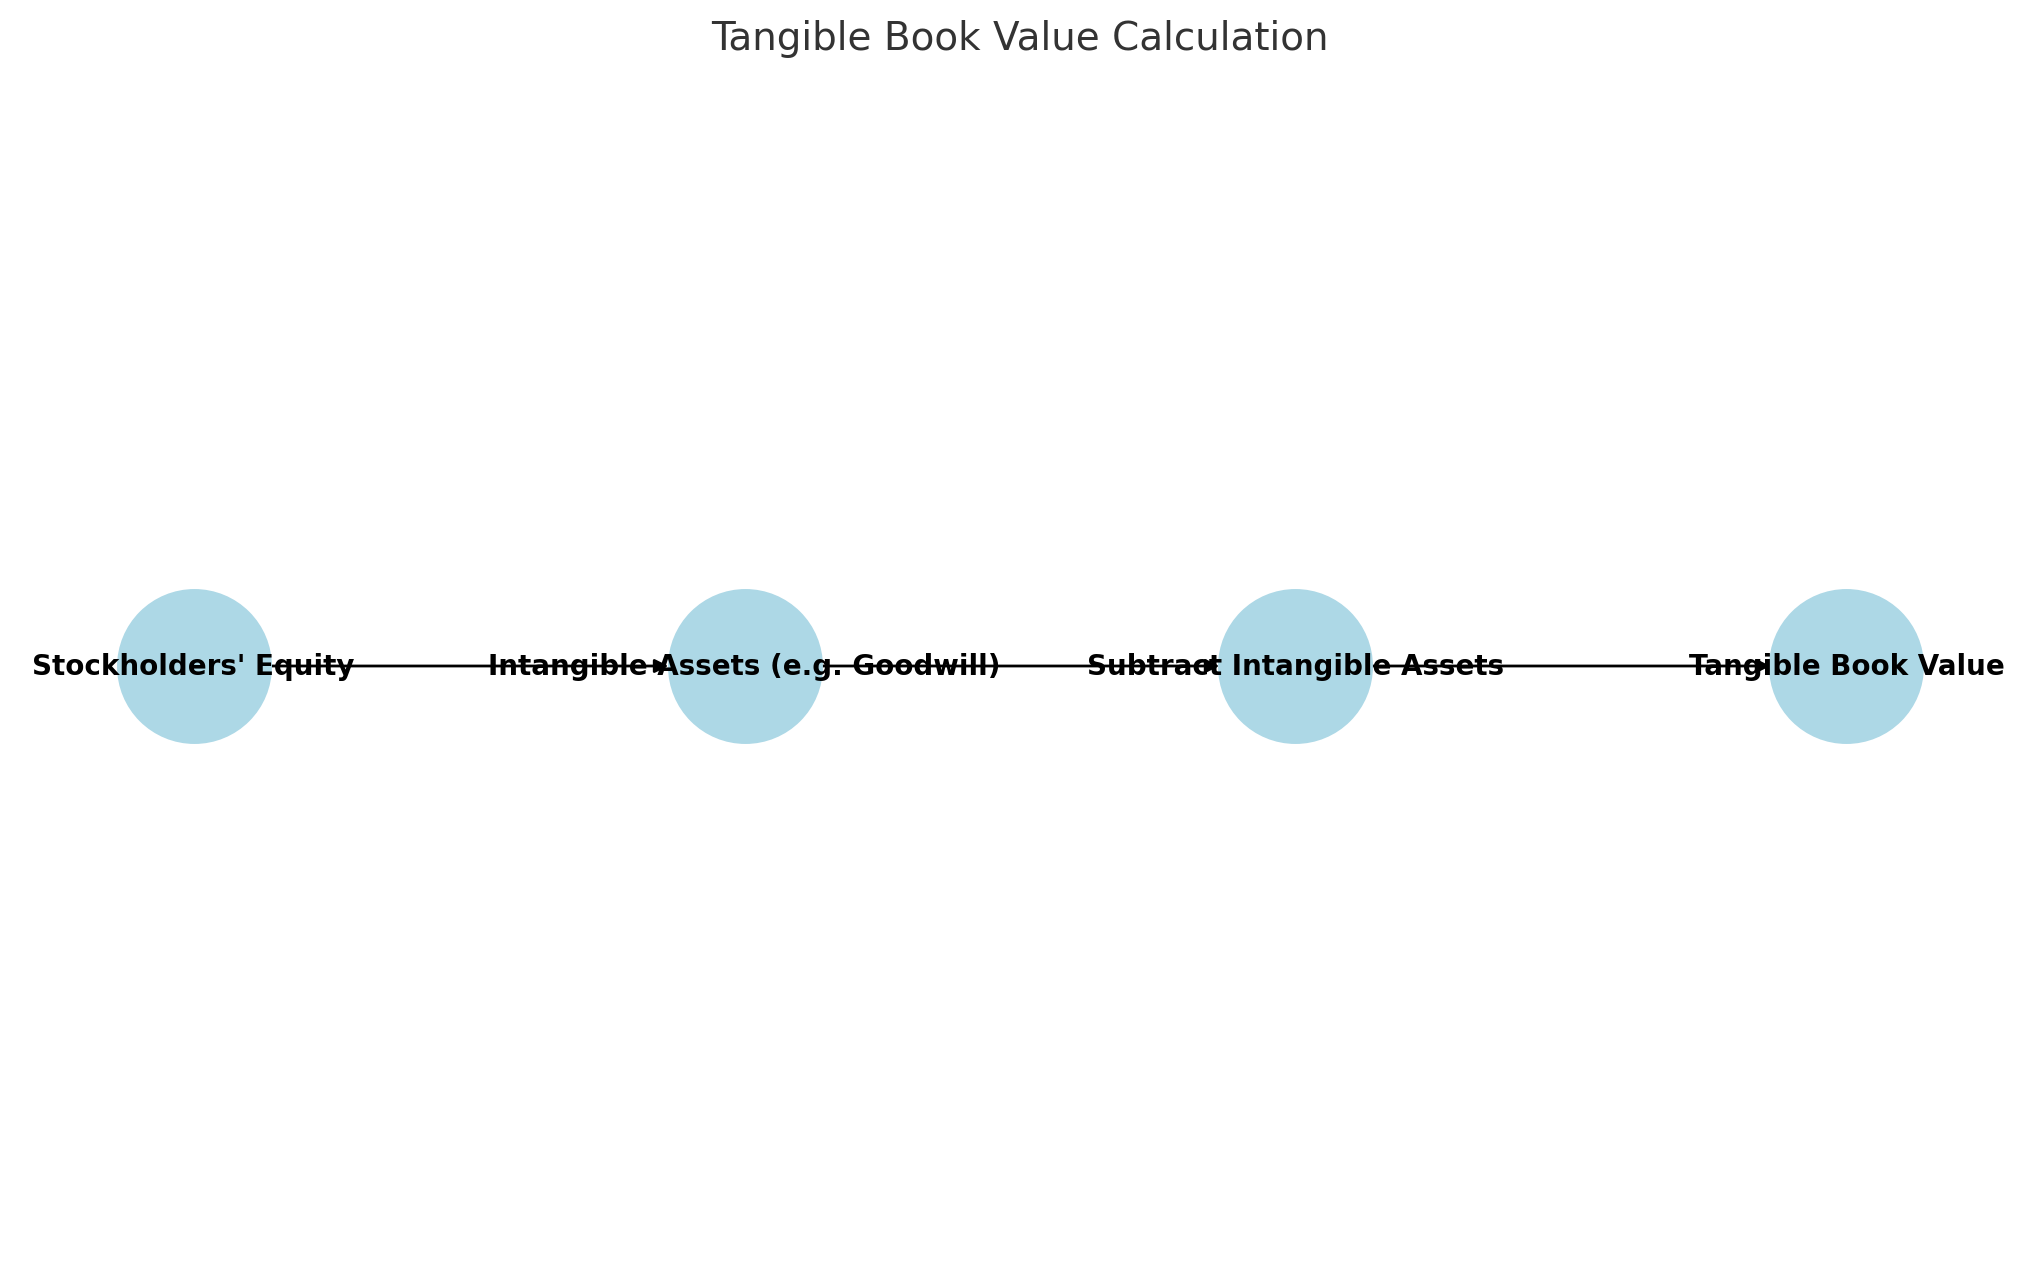 Tangible Book Value Calculation
Stockholders' Equity
Intangible Assets (e.g. Goodwill)
Subtract Intangible Assets
Tangible Book Value